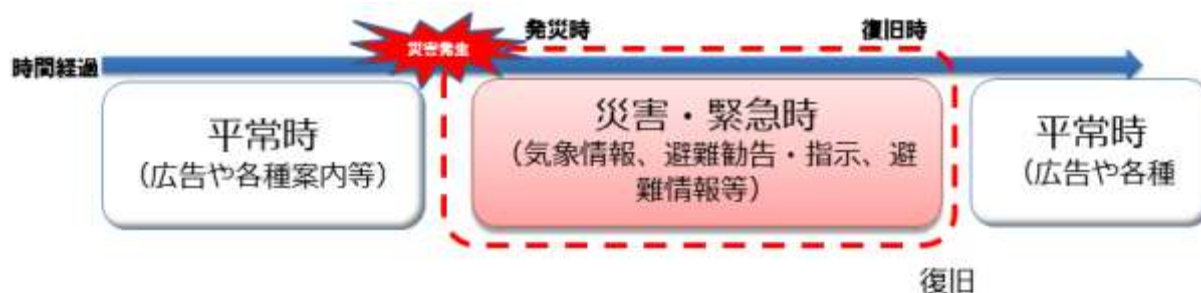 発災時
復旧時
災害発生
時間経過
平常時
(広告や各種案内等)
災害・緊急時
(気象情報、避難勧告・指示、避
難情報等)
平常時
(広告や各種
復旧